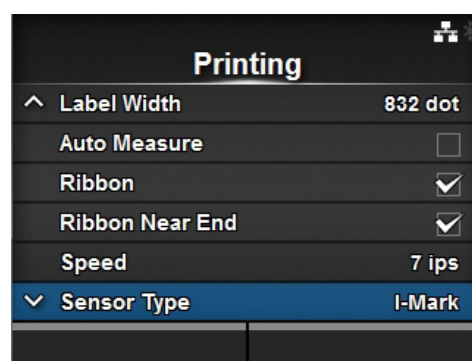 Printing
Label Width 832 dot
Auto Measure
Ribbon
Ribbon Near End
Speed 7 ips
Sensor Type I-Mark